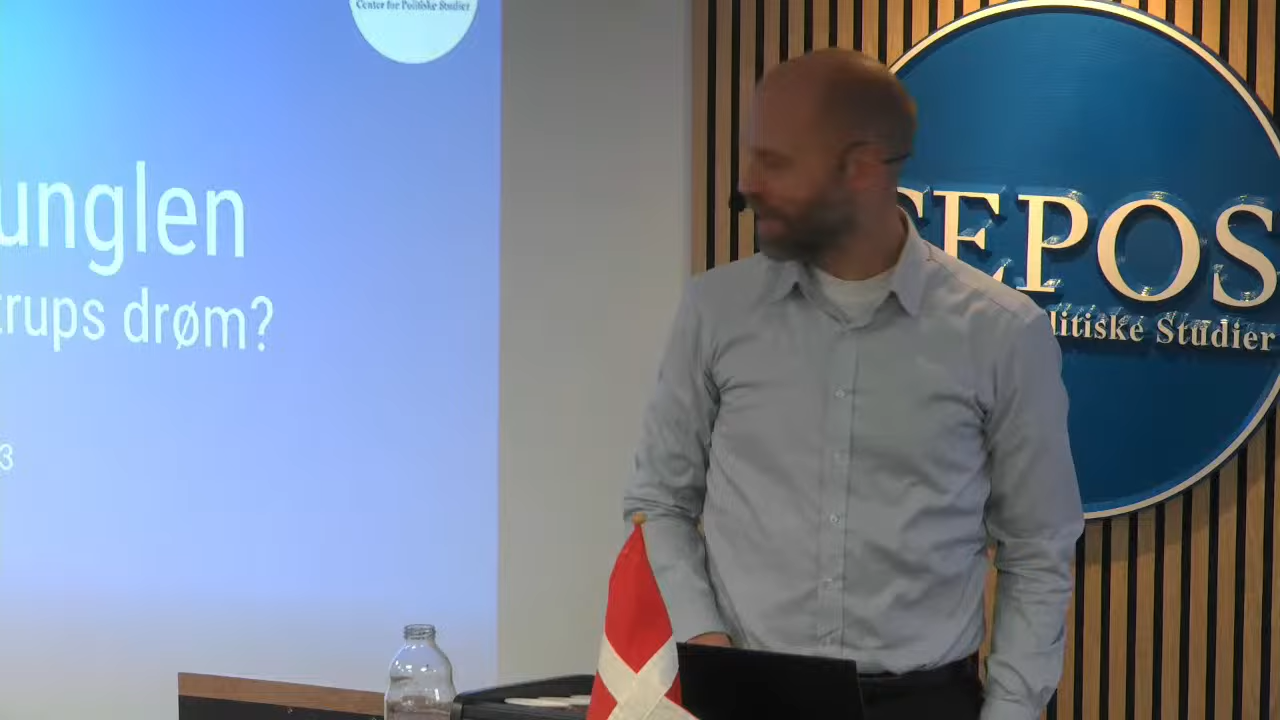 Center for Politiske Studier
unglen
trups drøm?
3
CEPOS
litiske Studier